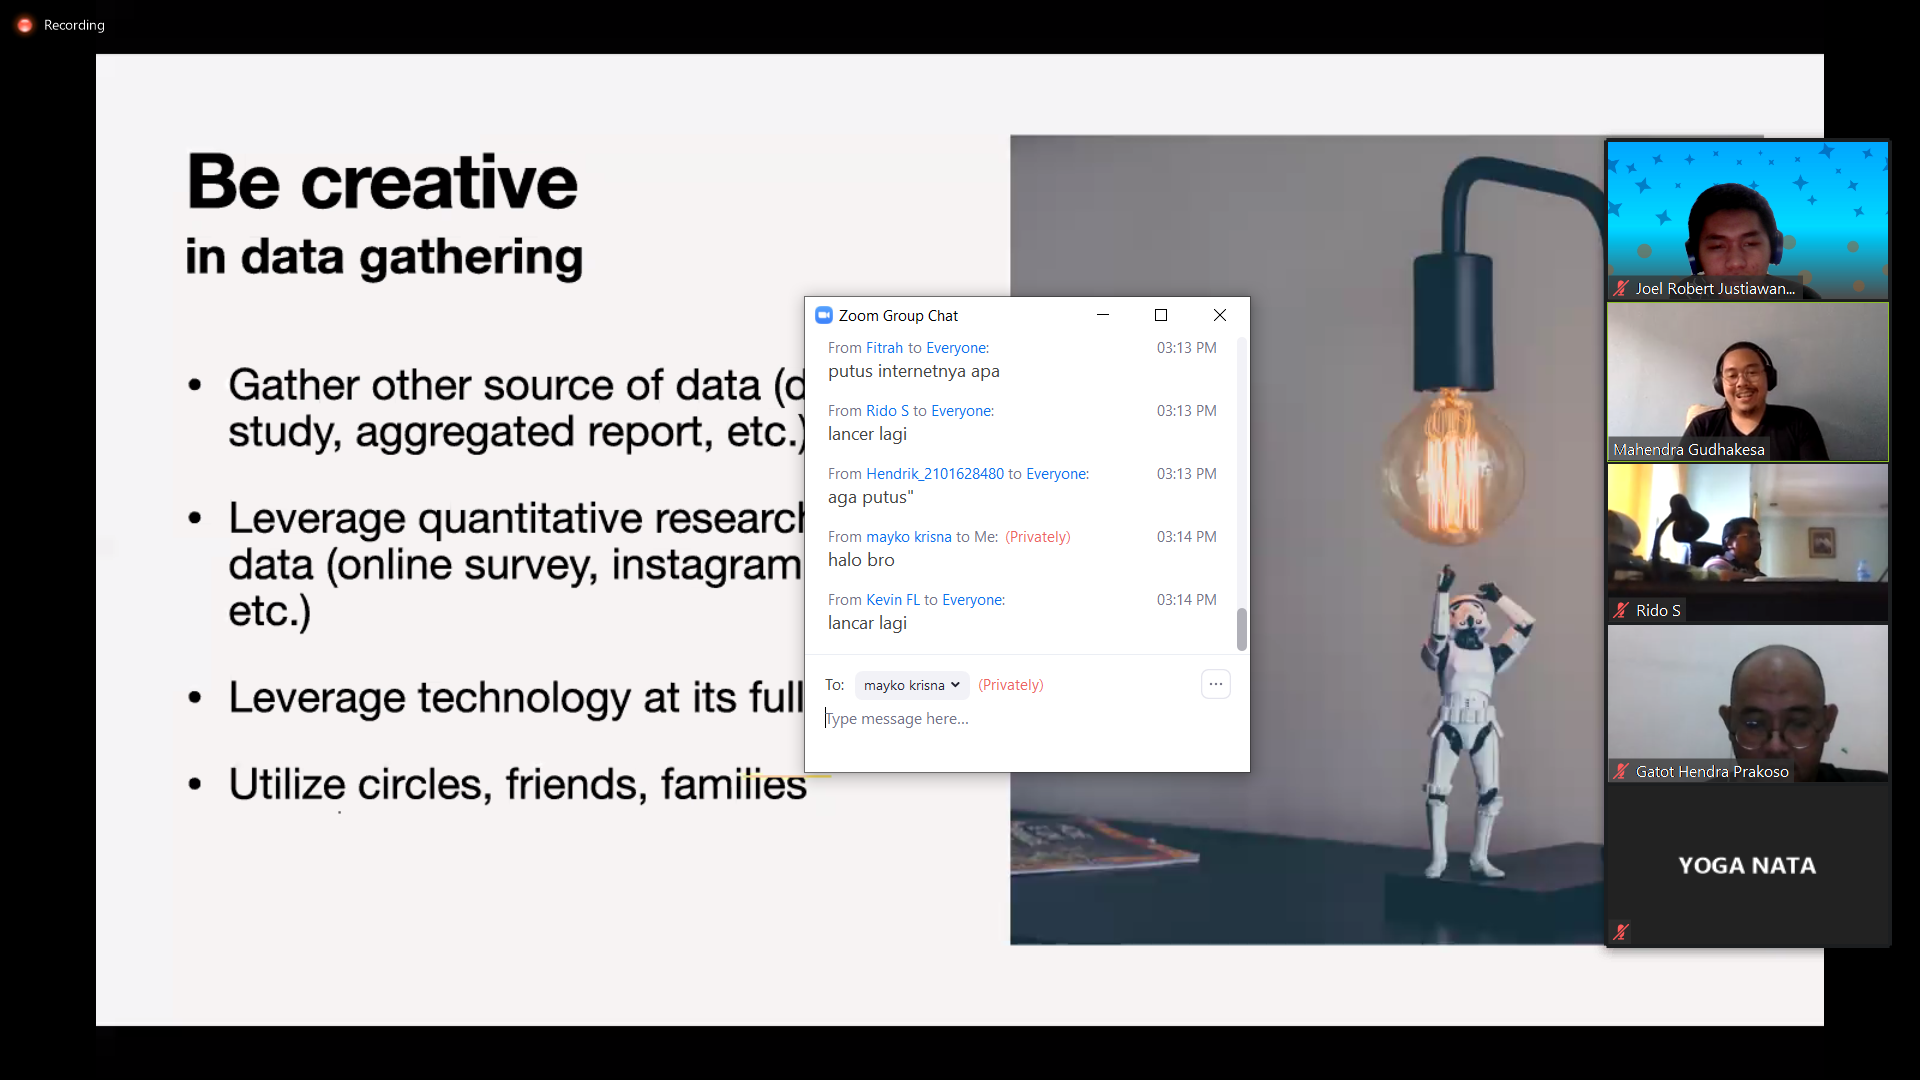 Recording
Be creative
in data gathering
• Gather other source of data (d
study, aggregated report, etc.)
• Leverage quantitative research
data (online survey, instagram
etc.)
• Leverage technology at its full
• Utilize circles, friends, families
Zoom Group Chat
From Fitrah to Everyone: 03:13 PM
putus internetnya apa
From Rido S to Everyone: 03:13 PM
lancer lagi
From Hendrik_2101628480 to Everyone: 03:13 PM
aga putus"
From mayko krisna to Me: (Privately) 03:14 PM
halo bro
From Kevin FL to Everyone: 03:14 PM
lancar lagi
To: mayko krisna (Privately)
Type message here...
Joel Robert Justiawan...
Mahendra Gudhakesa
Rido S
Gatot Hendra Prakoso
YOGA NATA